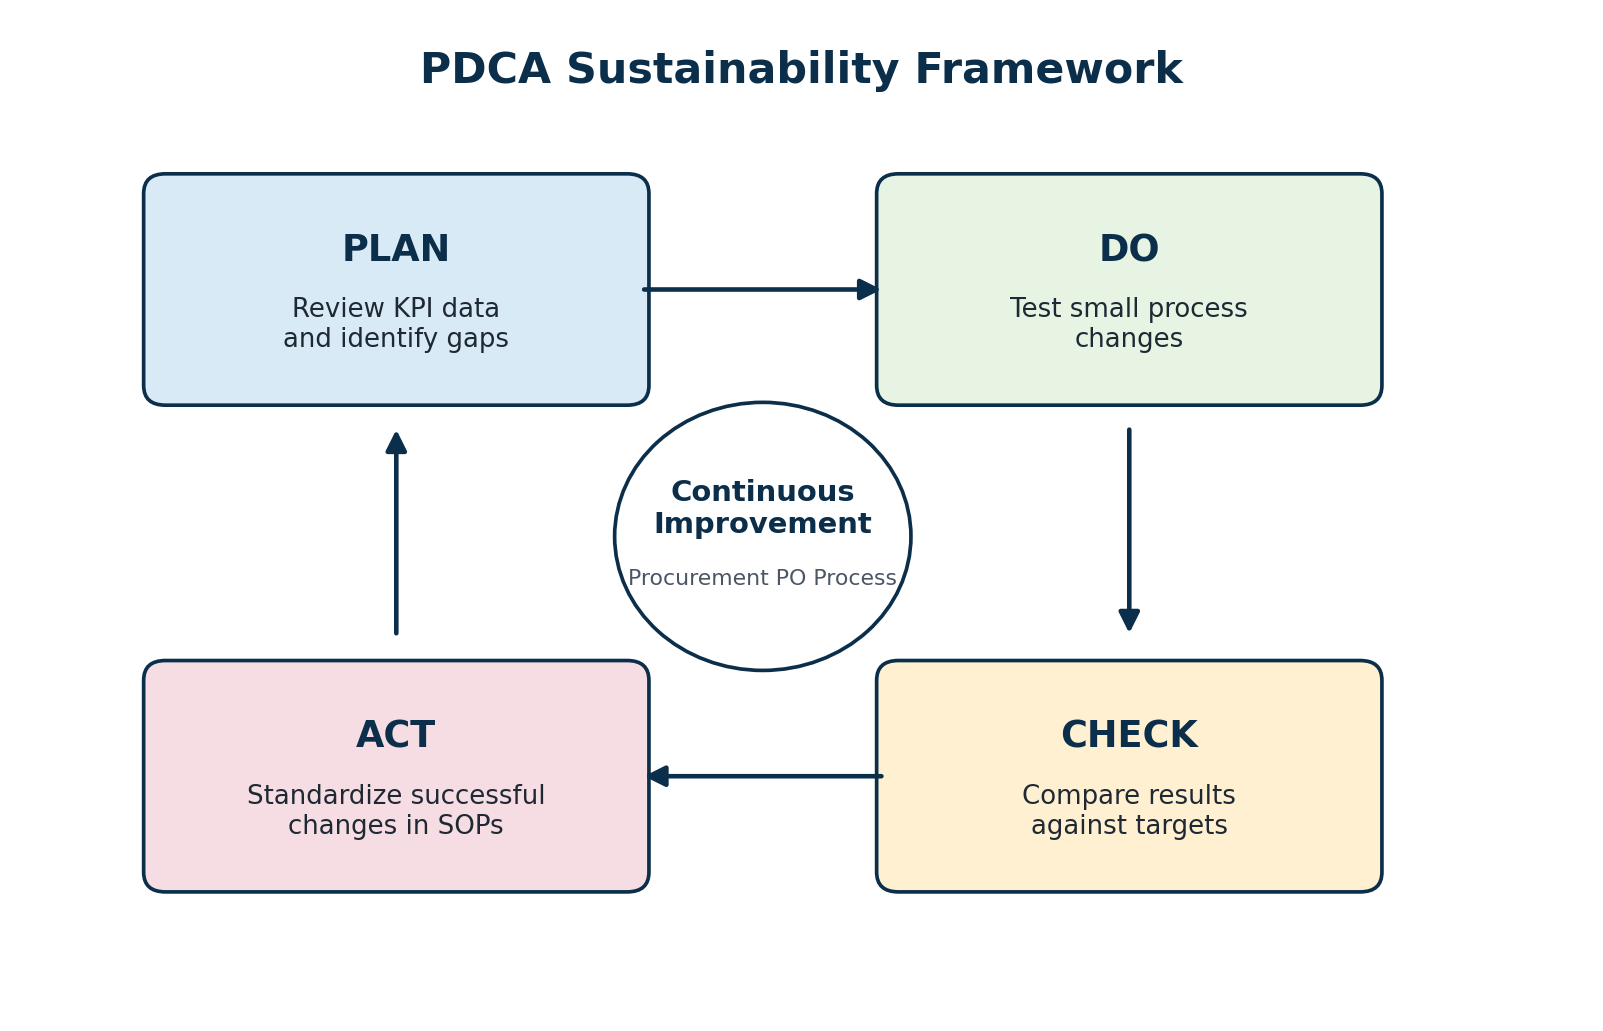 PDCA Sustainability Framework
PLAN
Review KPI data
and identify gaps
DO
Test small process
changes
Continuous
Improvement
Procurement PO Process
ACT
Standardize successful
changes in SOPs
CHECK
Compare results
against targets